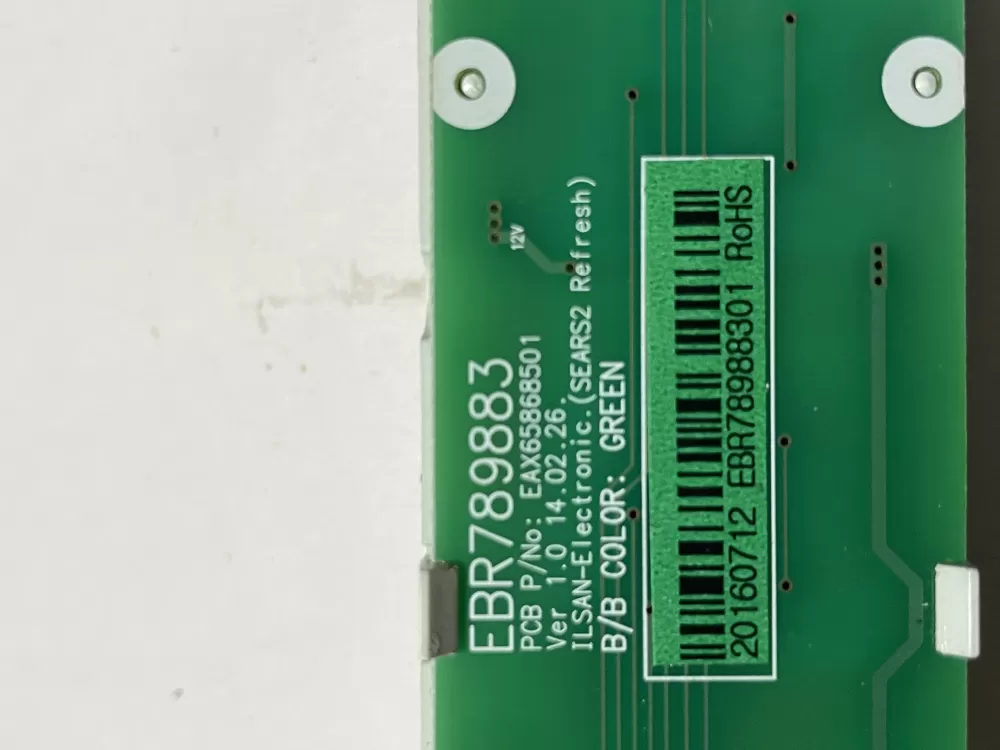 12V
EBR789883
PCB P/No: EAX65868501
Ver 1.0 14.02.26.
ILSAN-Electronic.(SEARS2 Refresh)
B/B COLOR: GREEN
20160712 EBR78988301 RoHS